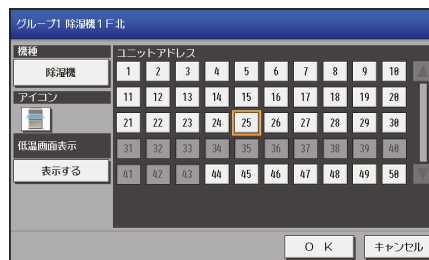 グループ1 除湿機1F北
機種
除湿機
アイコン
低温画面表示
表示する
ユニットアドレス
1 2 3 4 5 6 7 8 9 10
11 12 13 14 15 16 17 18 19 20
21 22 23 24 25 26 27 28 29 30
31 32 33 34 35 36 37 38 39 40
41 42 43 44 45 46 47 48 49 50
OK キャンセル